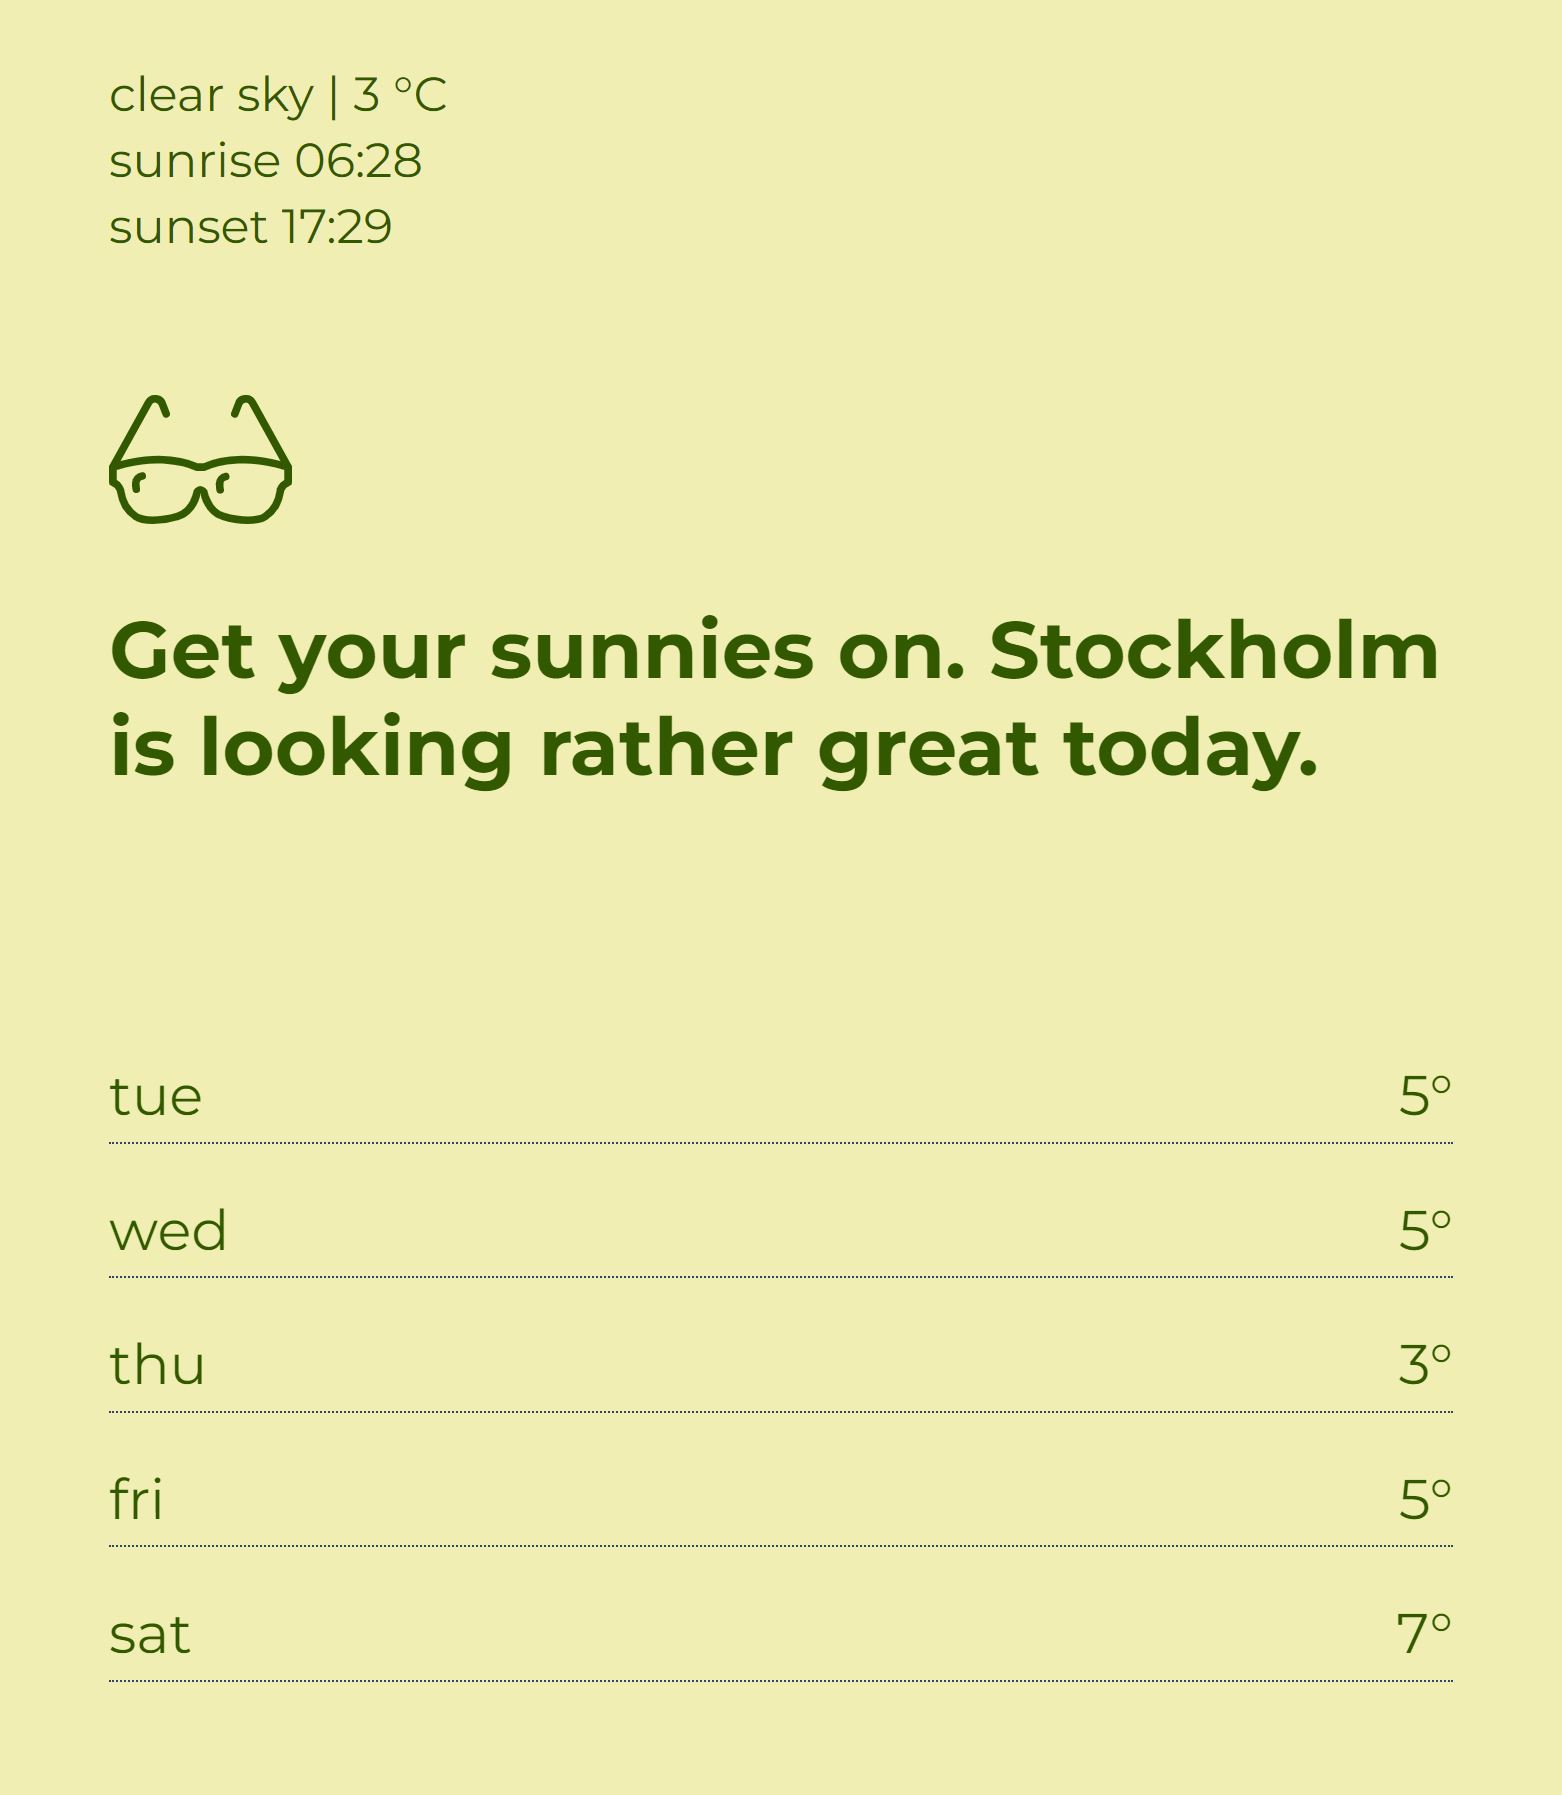 clear sky | 3 °C
sunrise 06:28
sunset 17:29
Get your sunnies on. Stockholm
is looking rather great today.
tue 5°
wed 5°
thu 3°
fri 5°
sat 7°